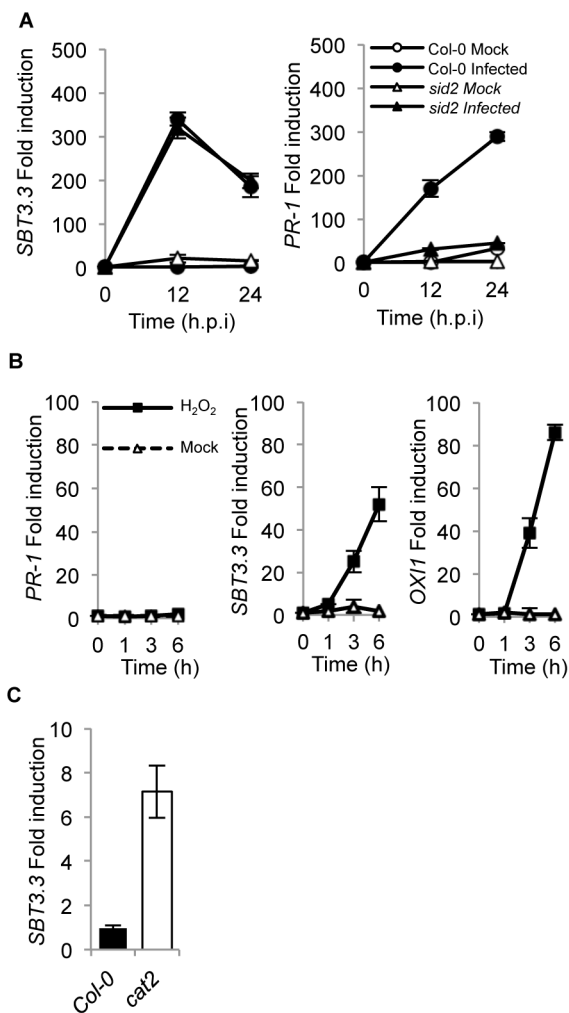 A
SBT3.3 Fold induction
500
400
300
200
100
0
0 12 24
Time (h.p.i)
PR-1 Fold induction
500
400
300
200
100
0
0 12 24
Time (h.p.i)
Col-0 Mock
Col-0 Infected
sid2 Mock
sid2 Infected
B
PR-1 Fold induction
100
80
60
40
20
0
0 1 3 6
Time (h)
H2O2
Mock
SBT3.3 Fold induction
100
80
60
40
20
0
0 1 3 6
Time (h)
OXI1 Fold induction
100
80
60
40
20
0
0 1 3 6
Time (h)
C
SBT3.3 Fold induction
10
8
6
4
2
0
Col-0
cat2